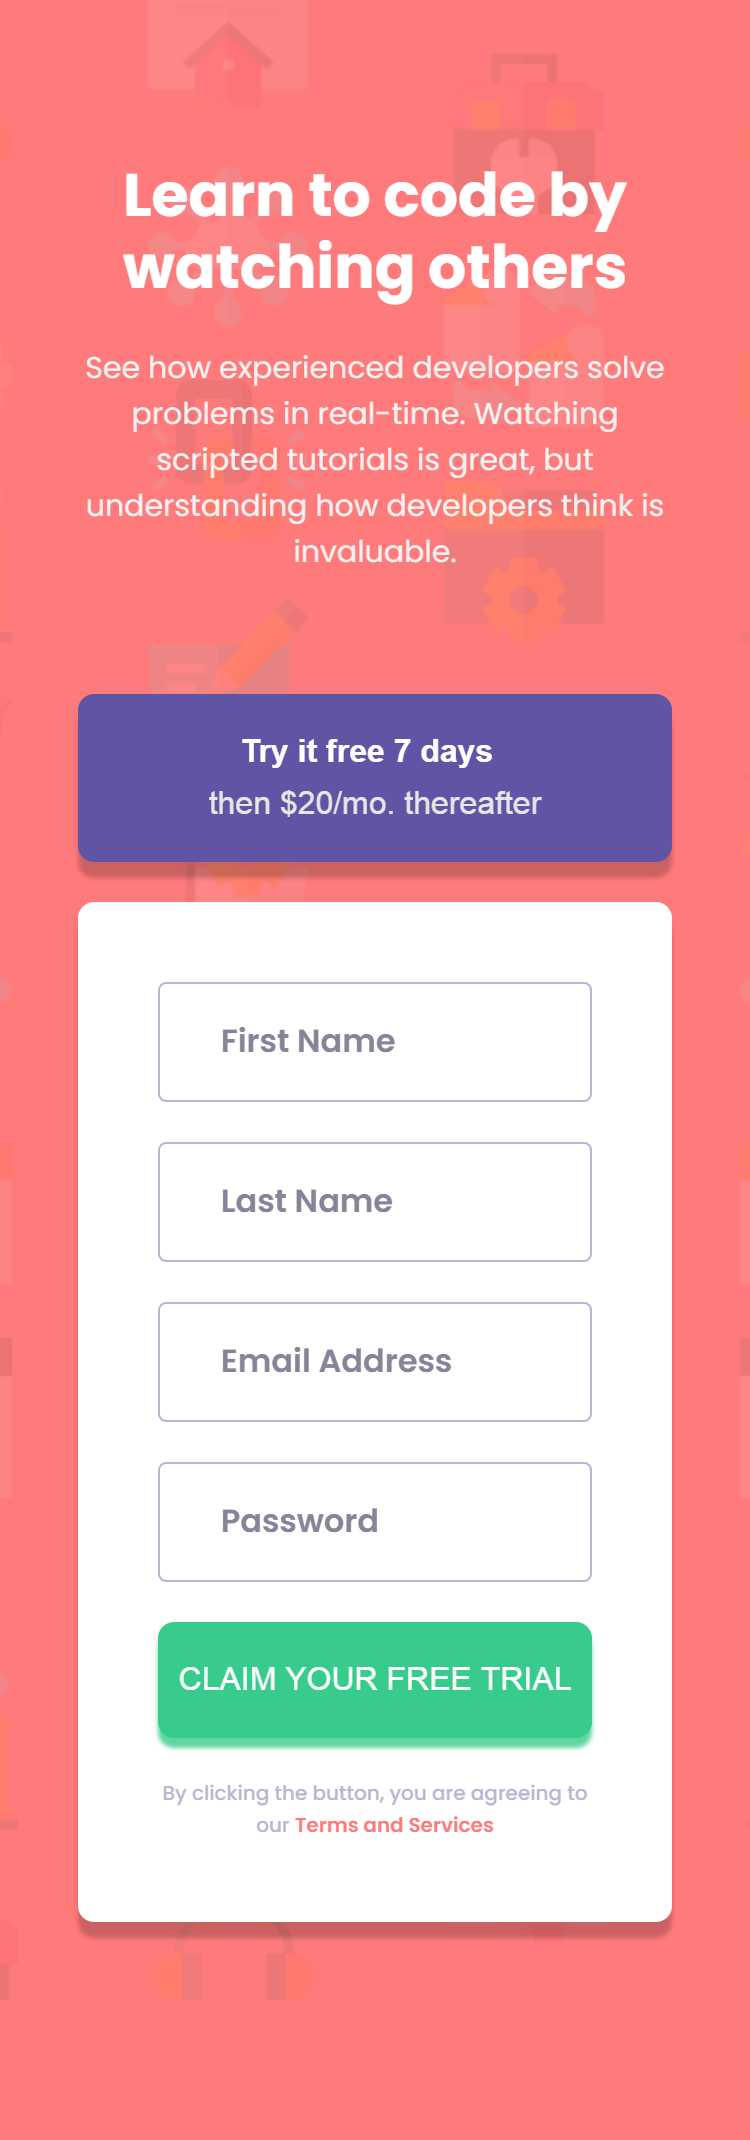 Learn to code by
watching others
See how experienced developers solve
problems in real-time. Watching
scripted tutorials is great, but
understanding how developers think is
invaluable.
Try it free 7 days
then $20/mo. thereafter
First Name
Last Name
Email Address
Password
CLAIM YOUR FREE TRIAL
By clicking the button, you are agreeing to
our Terms and Services